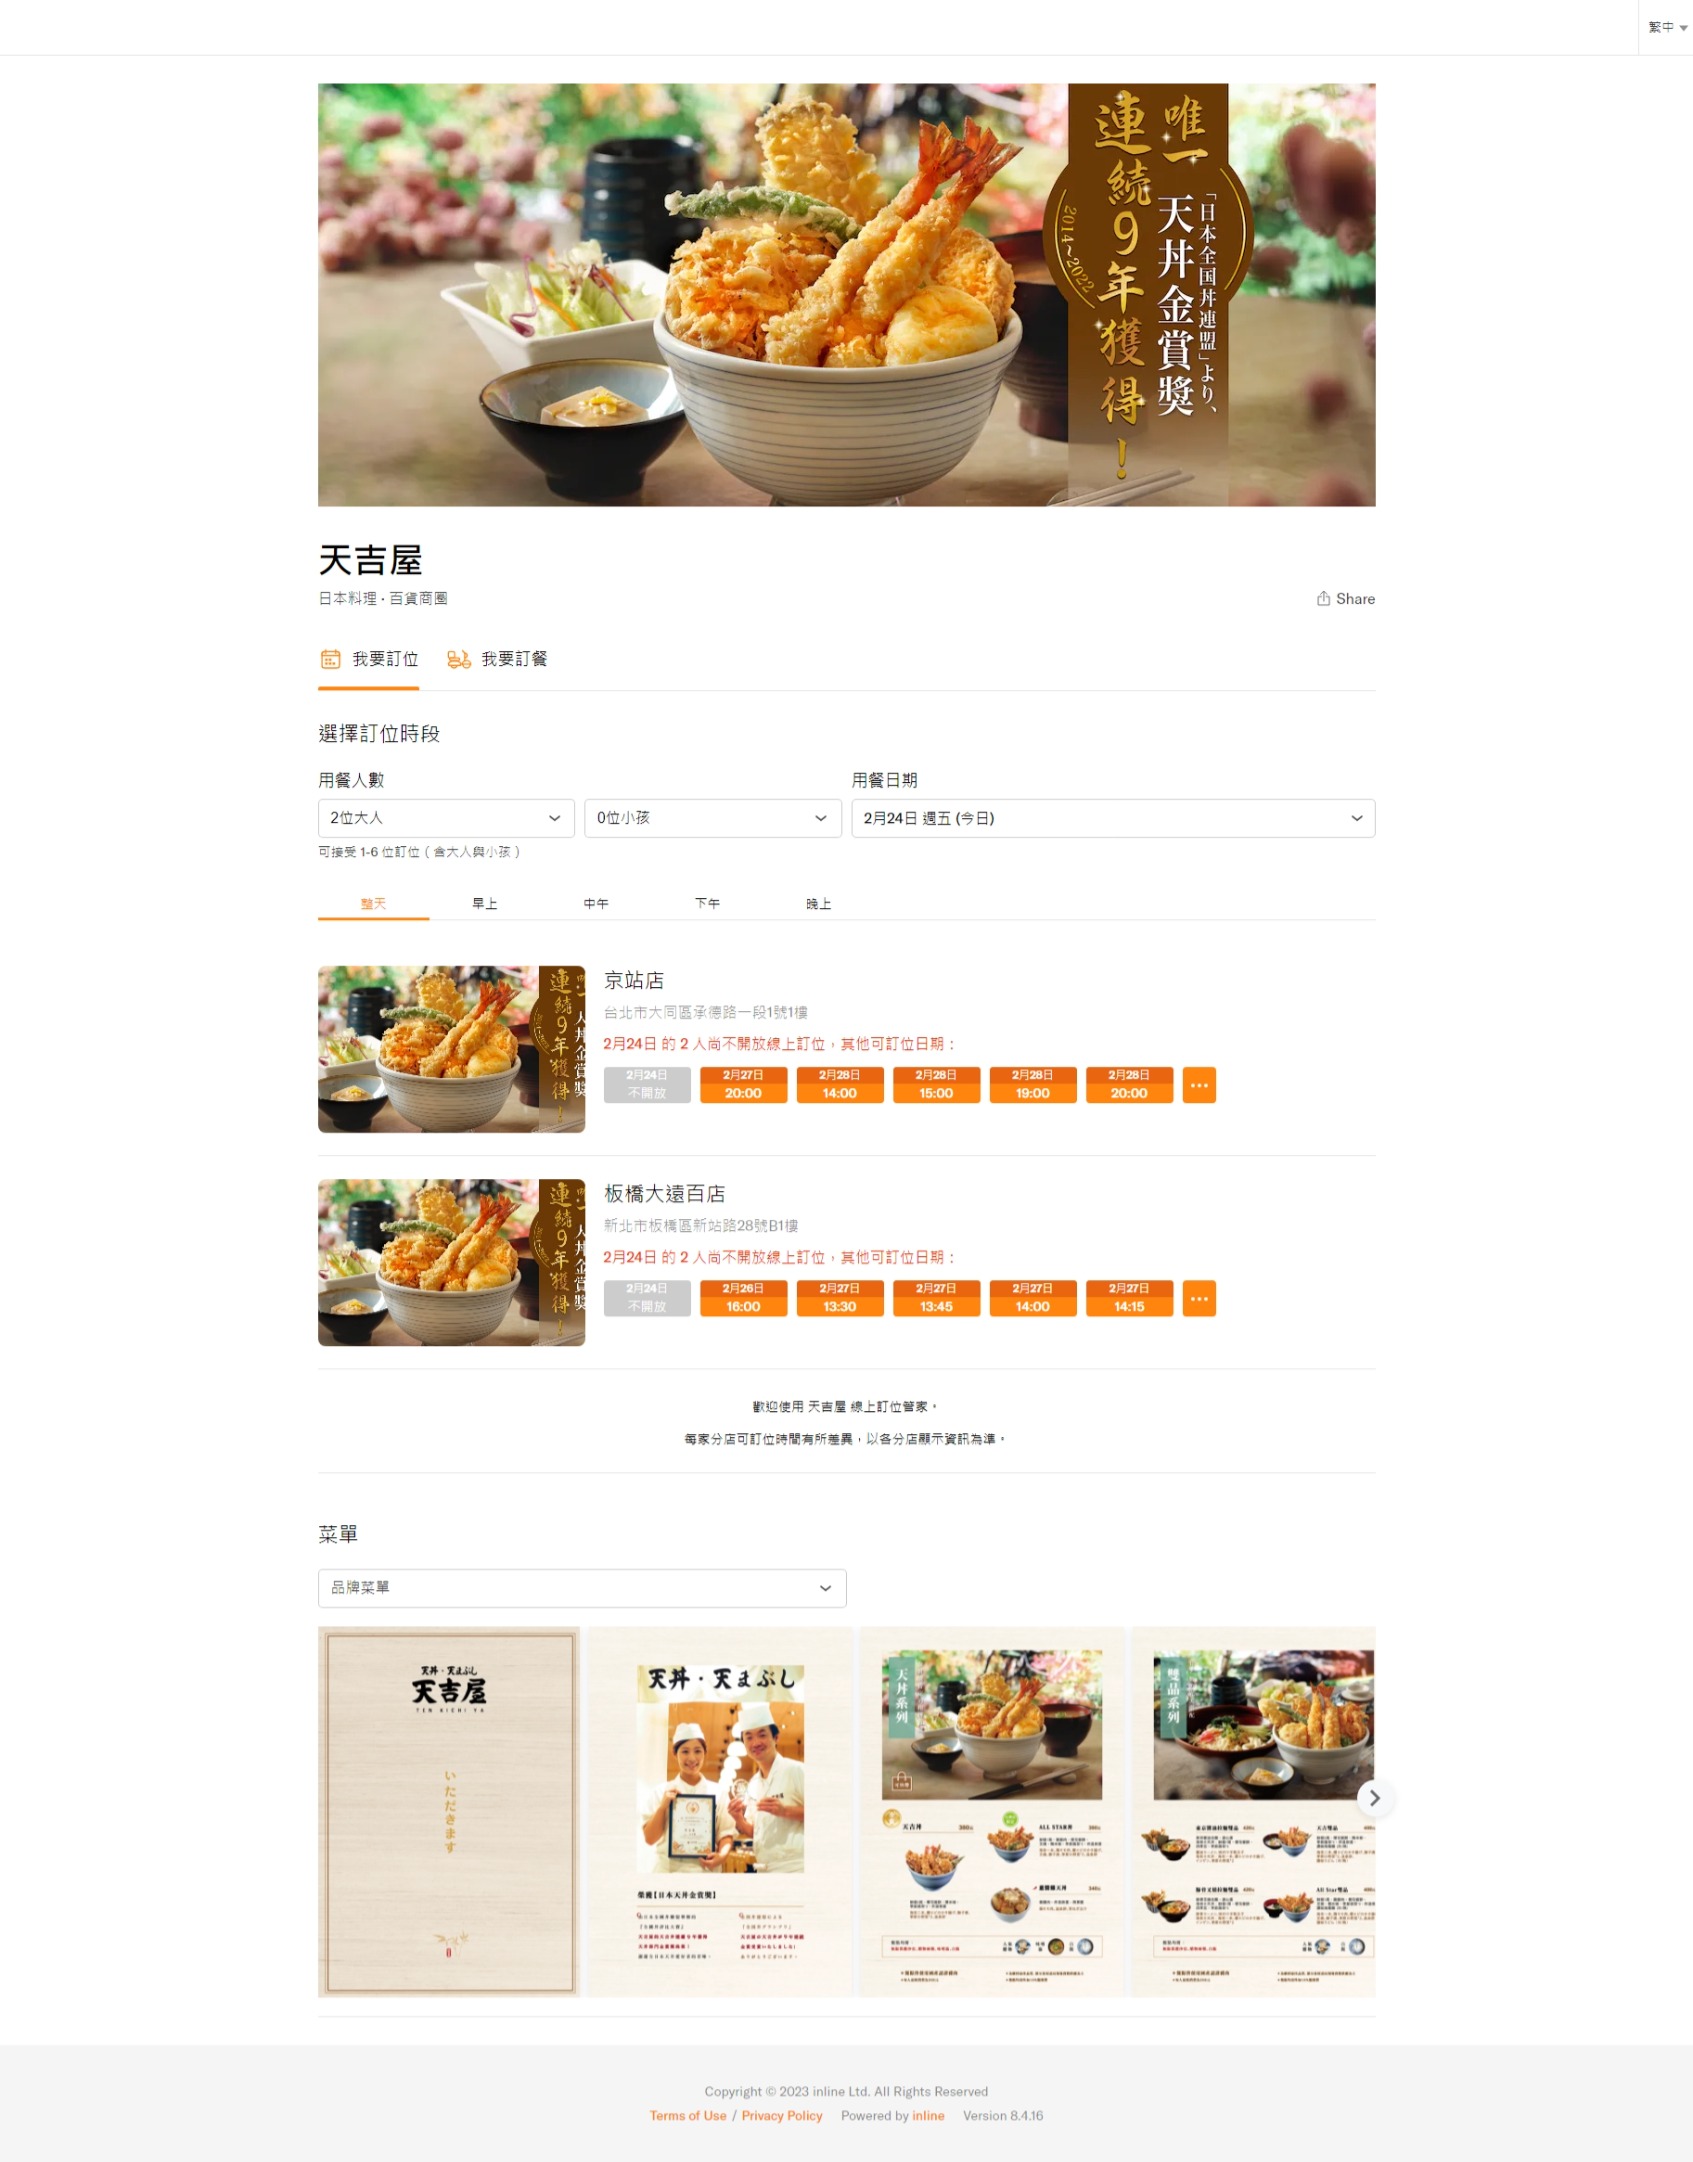 繁中
唯一
連続9年獲得!
2014~2022
「日本全国丼連盟」より、
天丼金賞獎
天吉屋
日本料理 · 百貨商圈
Share
我要訂位
我要訂餐
選擇訂位時段
用餐人數
用餐日期
2位大人
0位小孩
2月24日 週五 (今日)
可接受 1-6 位訂位 ( 含大人與小孩 )
整天 早上 中午 下午 晚上
京站店
台北市大同區承德路一段1號1樓
2月24日 的 2 人尚不開放線上訂位，其他可訂位日期：
2月24日 不開放
2月27日 20:00
2月28日 14:00
2月28日 15:00
2月28日 19:00
2月28日 20:00
板橋大遠百店
新北市板橋區新站路28號B1樓
2月24日 的 2 人尚不開放線上訂位，其他可訂位日期：
2月24日 不開放
2月26日 16:00
2月27日 13:30
2月27日 13:45
2月27日 14:00
2月27日 14:15
歡迎使用 天吉屋 線上訂位管家。
每家分店可訂位時間有所差異，以各分店顯示資訊為準。
菜單
品牌菜單
天丼・天まぶし
天吉屋
TEN KICHI YA
いただきます
天丼・天まぶし
榮獲【日本天丼金賞獎】
天丼系列
天吉丼
ALL STAR丼
雙品系列
天吉雙品
All Star雙品
Copyright © 2023 inline Ltd. All Rights Reserved
Terms of Use / Privacy Policy Powered by inline Version 8.4.16